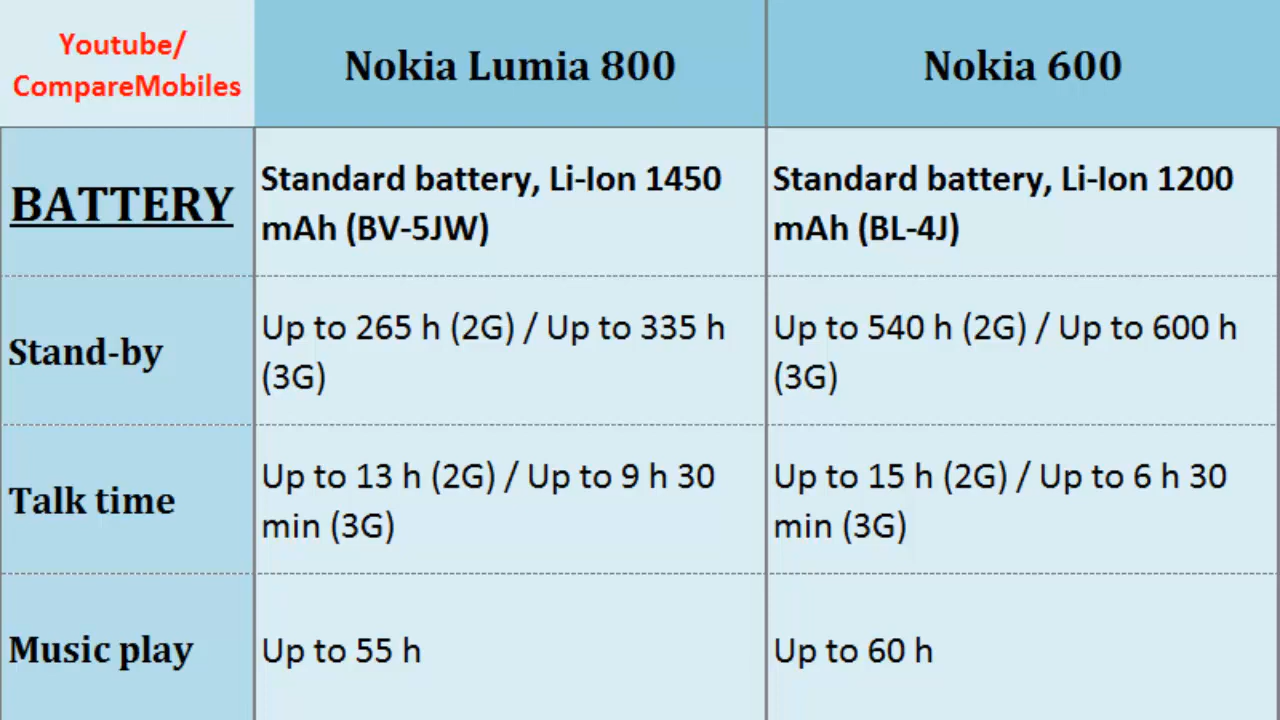 Youtube/
CompareMobiles
Nokia Lumia 800
Nokia 600
BATTERY
Standard battery, Li-Ion 1450
mAh (BV-5JW)
Standard battery, Li-Ion 1200
mAh (BL-4J)
Stand-by
Up to 265 h (2G) / Up to 335 h
(3G)
Up to 540 h (2G) / Up to 600 h
(3G)
Talk time
Up to 13 h (2G) / Up to 9 h 30
min (3G)
Up to 15 h (2G) / Up to 6 h 30
min (3G)
Music play
Up to 55 h
Up to 60 h